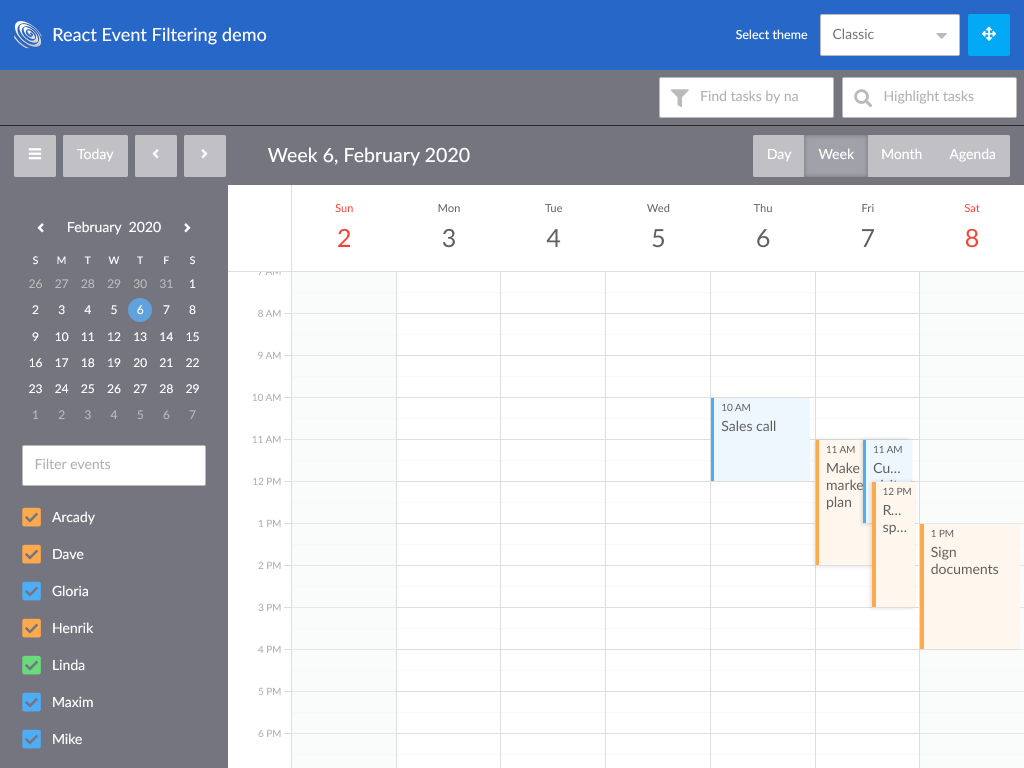 React Event Filtering demo
Select theme
Classic
Find tasks by na
Highlight tasks
Today
Week 6, February 2020
Day
Week
Month
Agenda
February 2020
S M T W T F S
26 27 28 29 30 31 1
2 3 4 5 6 7 8
9 10 11 12 13 14 15
16 17 18 19 20 21 22
23 24 25 26 27 28 29
1 2 3 4 5 6 7
Filter events
Arcady
Dave
Gloria
Henrik
Linda
Maxim
Mike
Sun Mon Tue Wed Thu Fri Sat
2 3 4 5 6 7 8
7 AM
8 AM
9 AM
10 AM
11 AM
12 PM
1 PM
2 PM
3 PM
4 PM
5 PM
6 PM
10 AM
Sales call
11 AM
Make
marke
plan
11 AM
Cu...
12 PM
R...
sp...
1 PM
Sign
documents